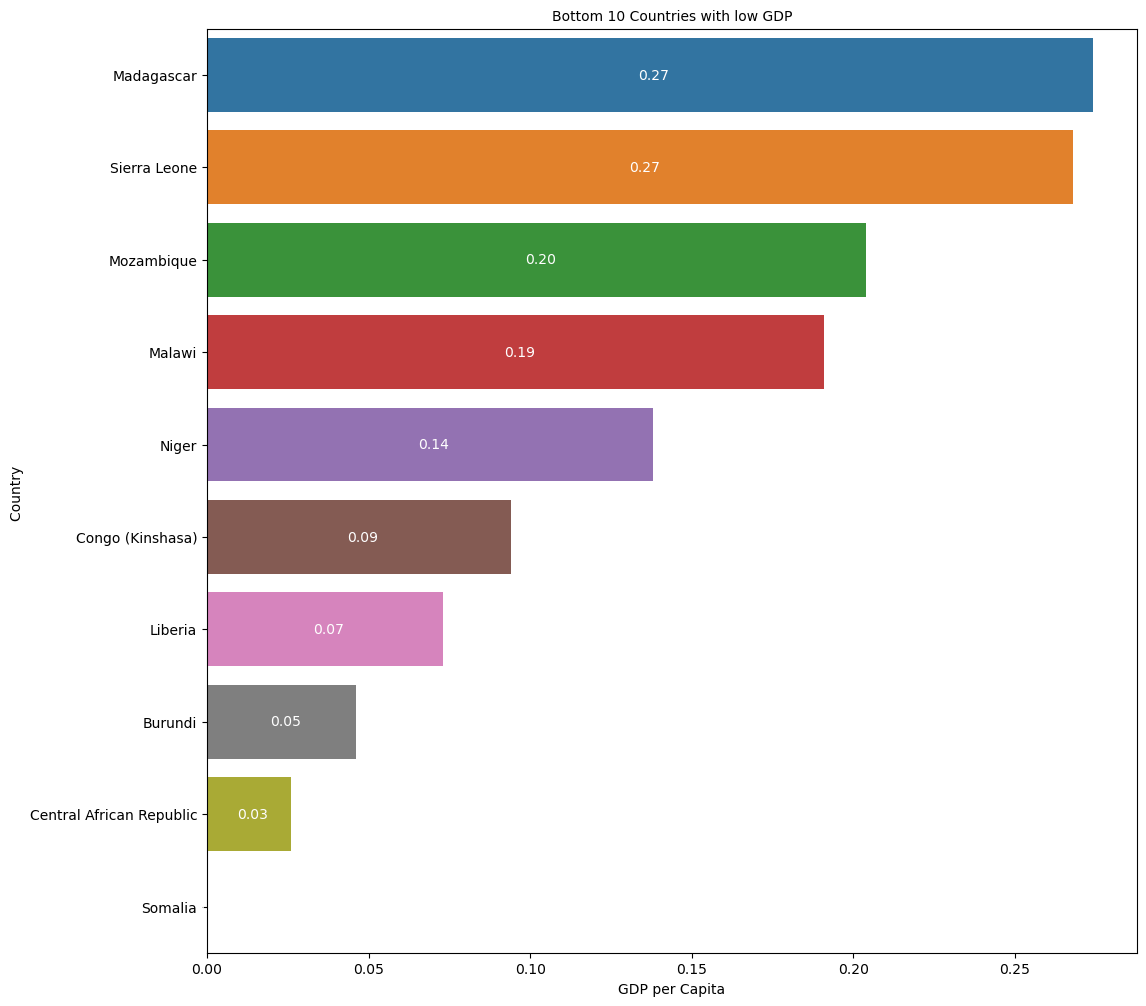 Bottom 10 Countries with low GDP
Madagascar
0.27
Sierra Leone
0.27
Mozambique
0.20
Malawi
0.19
Niger
0.14
Congo (Kinshasa)
0.09
Liberia
0.07
Burundi
0.05
Central African Republic
0.03
Somalia
Country
0.00 0.05 0.10 0.15 0.20 0.25
GDP per Capita